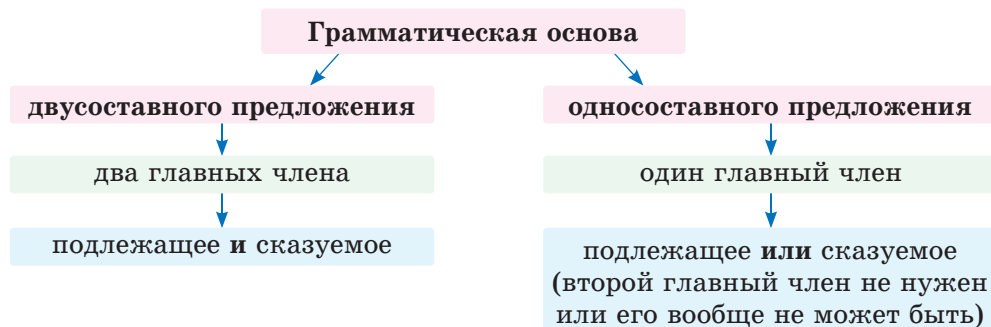 Грамматическая основа
двусоставного предложения
односоставного предложения
два главных члена
один главный член
подлежащее и сказуемое
подлежащее или сказуемое
(второй главный член не нужен
или его вообще не может быть)